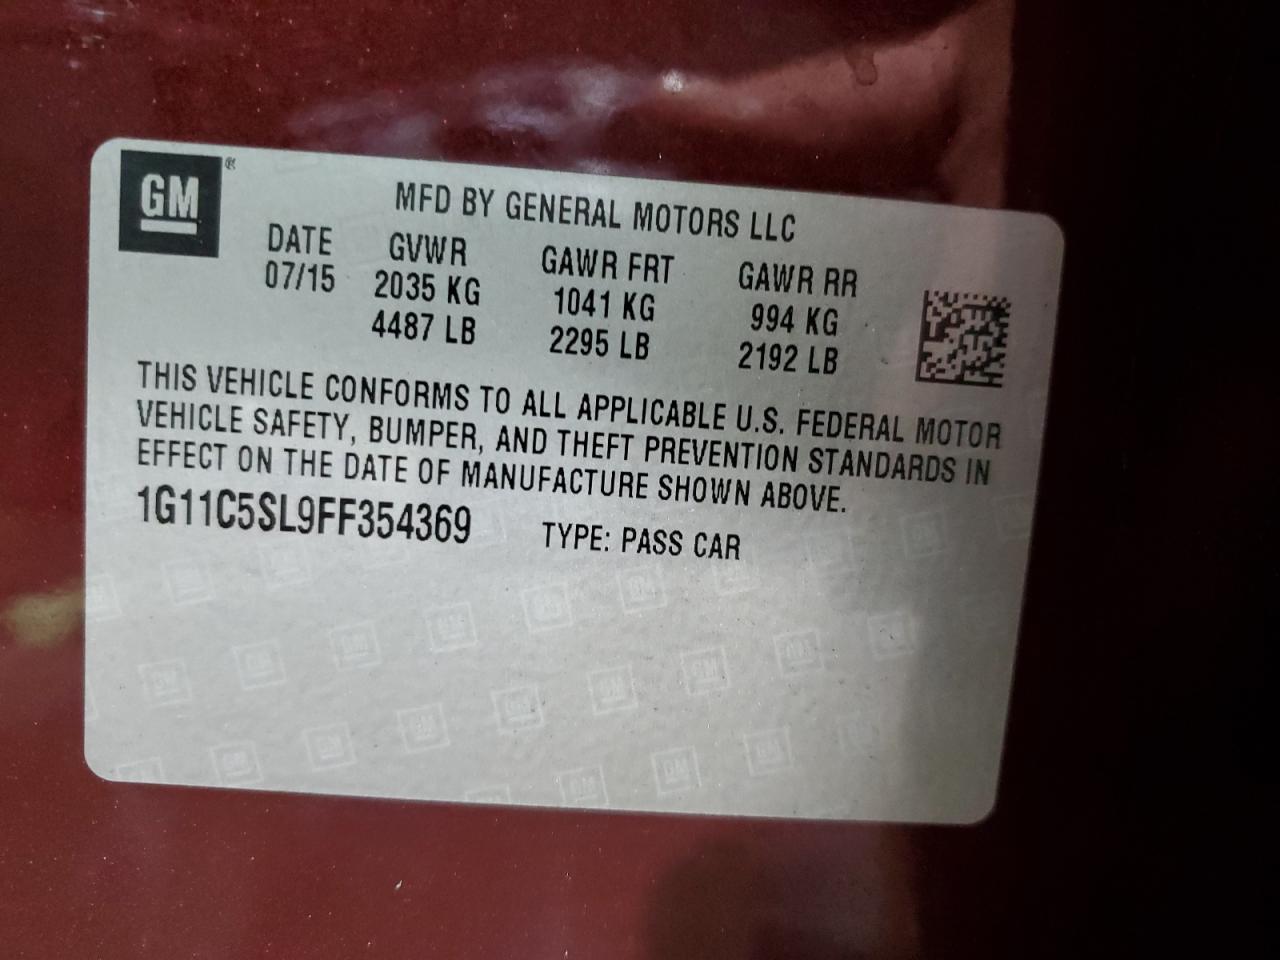 GM ®
MFD BY GENERAL MOTORS LLC
DATE GVWR GAWR FRT GAWR RR
07/15 2035 KG 1041 KG 994 KG
4487 LB 2295 LB 2192 LB
THIS VEHICLE CONFORMS TO ALL APPLICABLE U.S. FEDERAL MOTOR
VEHICLE SAFETY, BUMPER, AND THEFT PREVENTION STANDARDS IN
EFFECT ON THE DATE OF MANUFACTURE SHOWN ABOVE.
1G11C5SL9FF354369 TYPE: PASS CAR